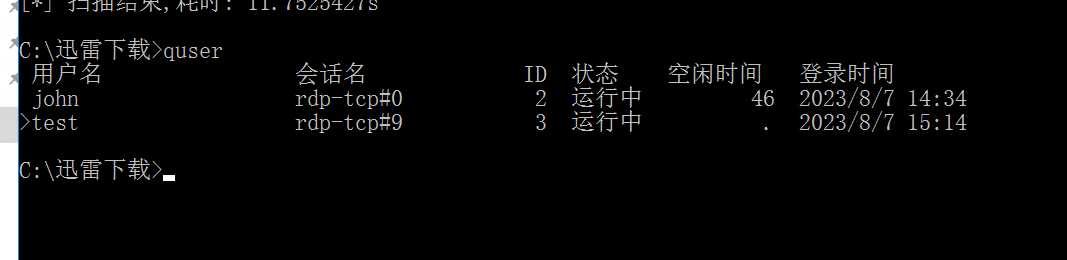 [*] 扫描结束,耗时: 11.7525427s
C:\迅雷下载>quser
用户名 会话名 ID 状态 空闲时间 登录时间
john rdp-tcp#0 2 运行中 46 2023/8/7 14:34
>test rdp-tcp#9 3 运行中 . 2023/8/7 15:14
C:\迅雷下载>